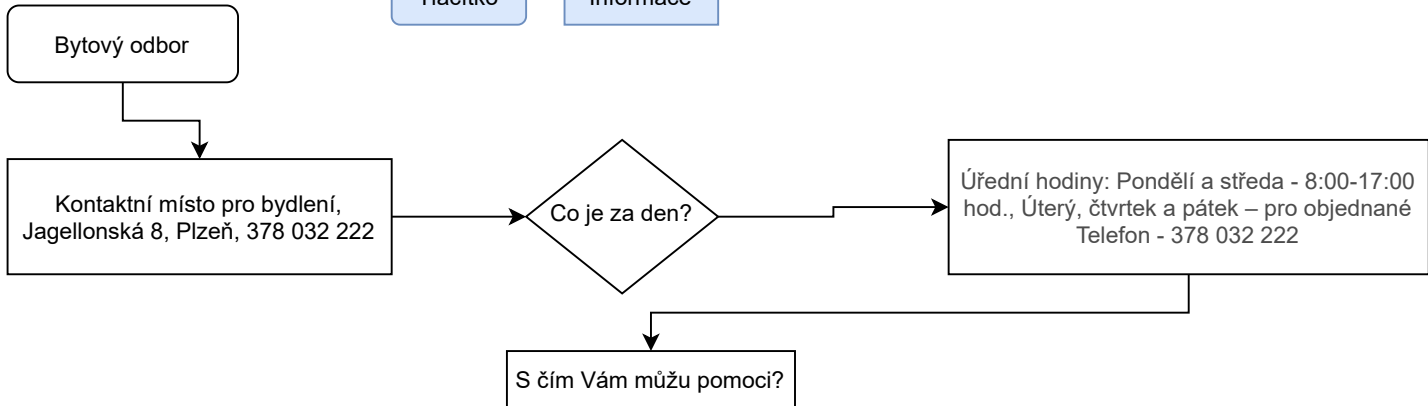 Tlačítko
Informace
Bytový odbor
Kontaktní místo pro bydlení,
Jagellonská 8, Plzeň, 378 032 222
Co je za den?
Úřední hodiny: Pondělí a středa - 8:00-17:00
hod., Úterý, čtvrtek a pátek – pro objednané
Telefon - 378 032 222
S čím Vám můžu pomoci?